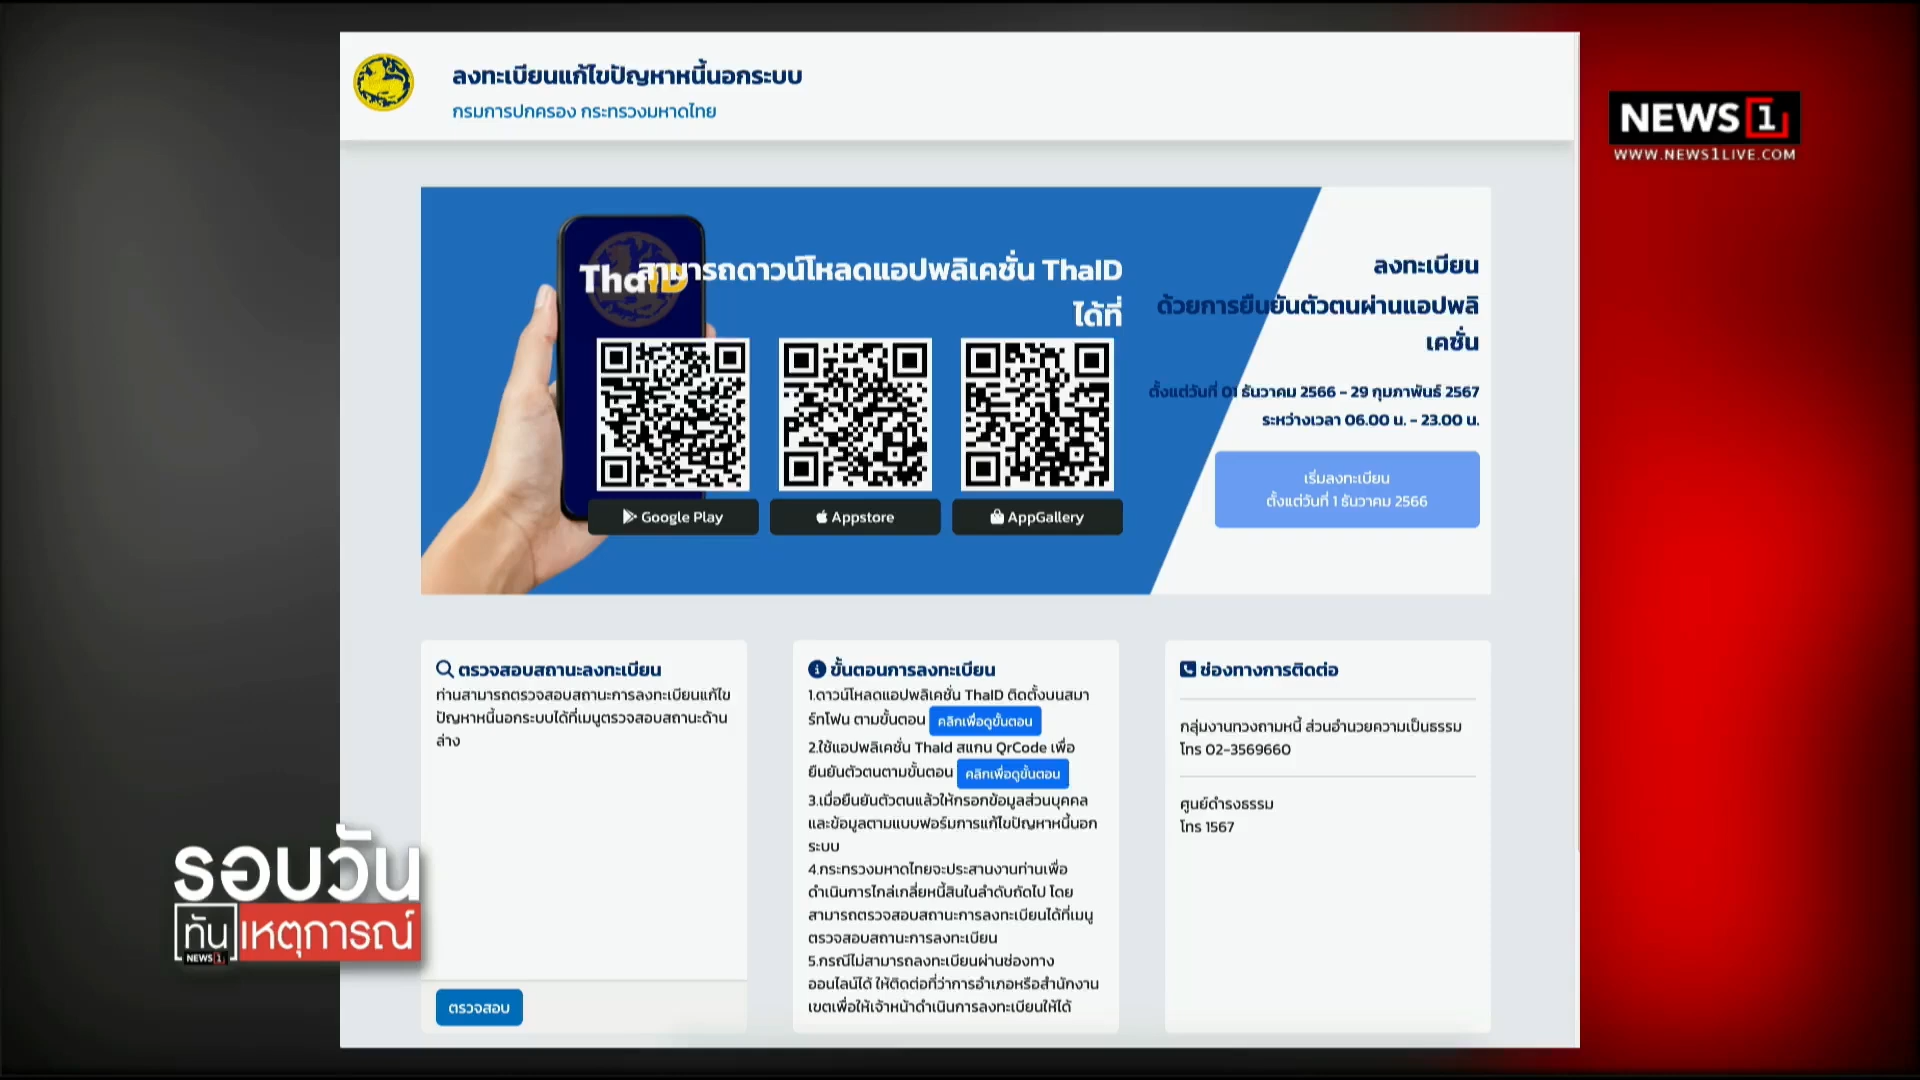 ลงทะเบียนแก้ไขปัญหาหนี้นอกระบบ
กรมการปกครอง กระทรวงมหาดไทย
NEWS 1
WWW.NEWS1LIVE.COM
ThaID
สามารถดาวน์โหลดแอปพลิเคชั่น ThaID
ได้ที่
Google Play
Appstore
AppGallery
ลงทะเบียน
ด้วยการยืนยันตัวตนผ่านแอปพลิ
เคชั่น
ตั้งแต่วันที่ 01 ธันวาคม 2566 - 29 กุมภาพันธ์ 2567
ระหว่างเวลา 06.00 น. - 23.00 น.
เริ่มลงทะเบียน
ตั้งแต่วันที่ 1 ธันวาคม 2566
ตรวจสอบสถานะลงทะเบียน
ท่านสามารถตรวจสอบสถานะการลงทะเบียนแก้ไข
ปัญหาหนี้นอกระบบได้ที่เมนูตรวจสอบสถานะด้าน
ล่าง
ตรวจสอบ
ขั้นตอนการลงทะเบียน
1.ดาวน์โหลดแอปพลิเคชั่น ThaID ติดตั้งบนสมา
ร์ทโฟน ตามขั้นตอน คลิกเพื่อดูขั้นตอน
2.ใช้แอปพลิเคชั่น ThaId สแกน QrCode เพื่อ
ยืนยันตัวตนตามขั้นตอน คลิกเพื่อดูขั้นตอน
3.เมื่อยืนยันตัวตนแล้วให้กรอกข้อมูลส่วนบุคคล
และข้อมูลตามแบบฟอร์มการแก้ไขปัญหาหนี้นอก
ระบบ
4.กระทรวงมหาดไทยจะประสานงานท่านเพื่อ
ดำเนินการไกล่เกลี่ยหนี้สินในลำดับถัดไป โดย
สามารถตรวจสอบสถานะการลงทะเบียนได้ที่เมนู
ตรวจสอบสถานะการลงทะเบียน
5.กรณีไม่สามารถลงทะเบียนผ่านช่องทาง
ออนไลน์ได้ ให้ติดต่อที่ว่าการอำเภอหรือสำนักงาน
เขตเพื่อให้เจ้าหน้าดำเนินการลงทะเบียนให้ได้
ช่องทางการติดต่อ
กลุ่มงานทวงถามหนี้ ส่วนอำนวยความเป็นธรรม
โทร 02-3569660
ศูนย์ดำรงธรรม
โทร 1567
รอบวัน
ทัน เหตุการณ์
NEWS 1